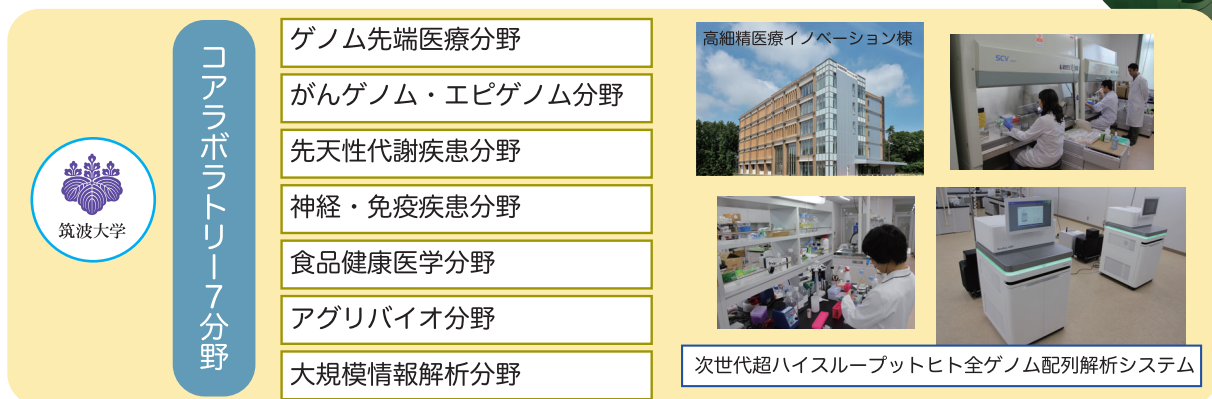 筑波大学
コアラボラトリー7分野
ゲノム先端医療分野
がんゲノム・エピゲノム分野
先天性代謝疾患分野
神経・免疫疾患分野
食品健康医学分野
アグリバイオ分野
大規模情報解析分野
高細精医療イノベーション棟
SCV
次世代超ハイスループットヒト全ゲノム配列解析システム